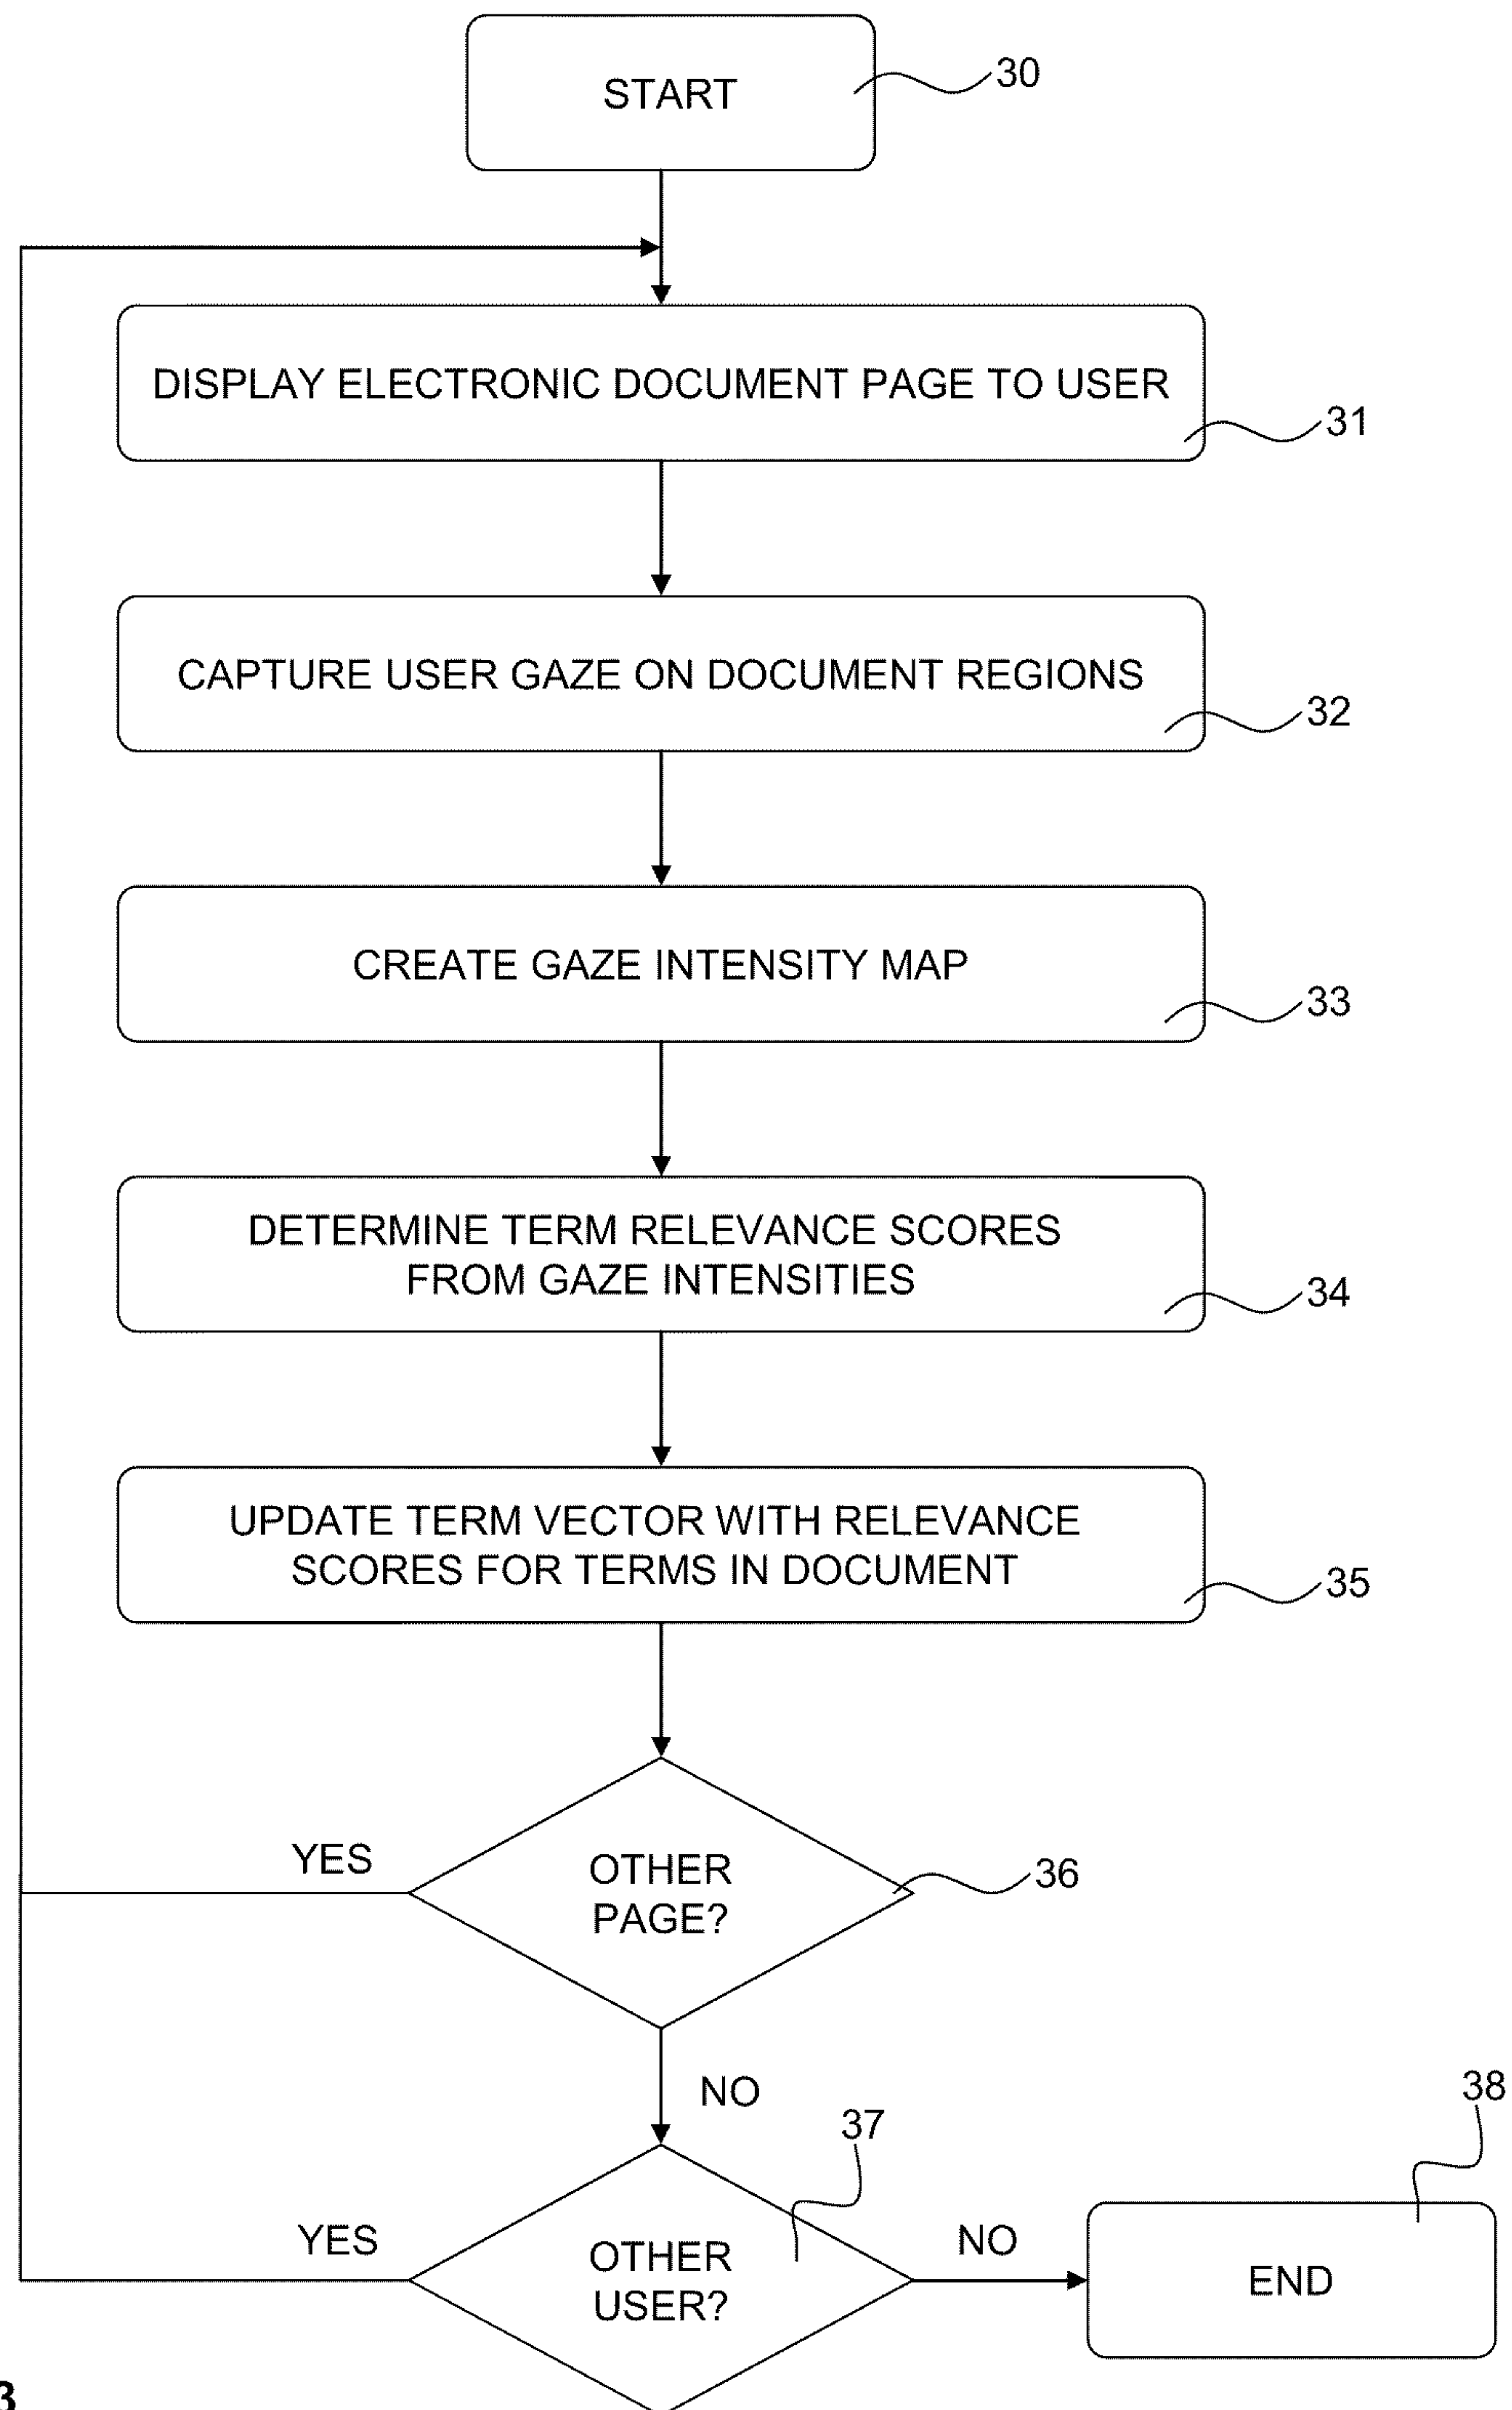 START
30
DISPLAY ELECTRONIC DOCUMENT PAGE TO USER
31
CAPTURE USER GAZE ON DOCUMENT REGIONS
32
CREATE GAZE INTENSITY MAP
33
DETERMINE TERM RELEVANCE SCORES
FROM GAZE INTENSITIES
34
UPDATE TERM VECTOR WITH RELEVANCE
SCORES FOR TERMS IN DOCUMENT
35
YES
OTHER
PAGE?
36
NO
37
38
YES
OTHER
USER?
NO
END
3